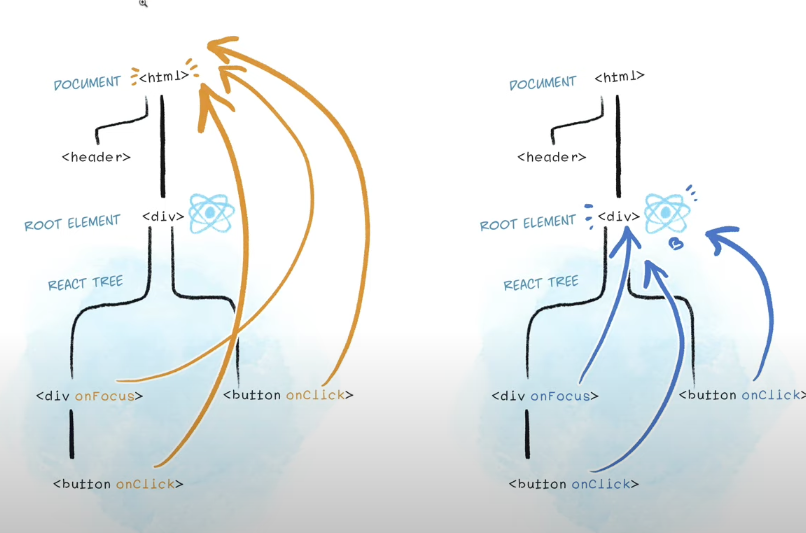 DOCUMENT <html>
<header>
ROOT ELEMENT <div>
REACT TREE
<div onFocus>
<button onClick>
<button onClick>
DOCUMENT <html>
<header>
ROOT ELEMENT <div>
REACT TREE
<div onFocus>
<button onClick>
<button onClick>